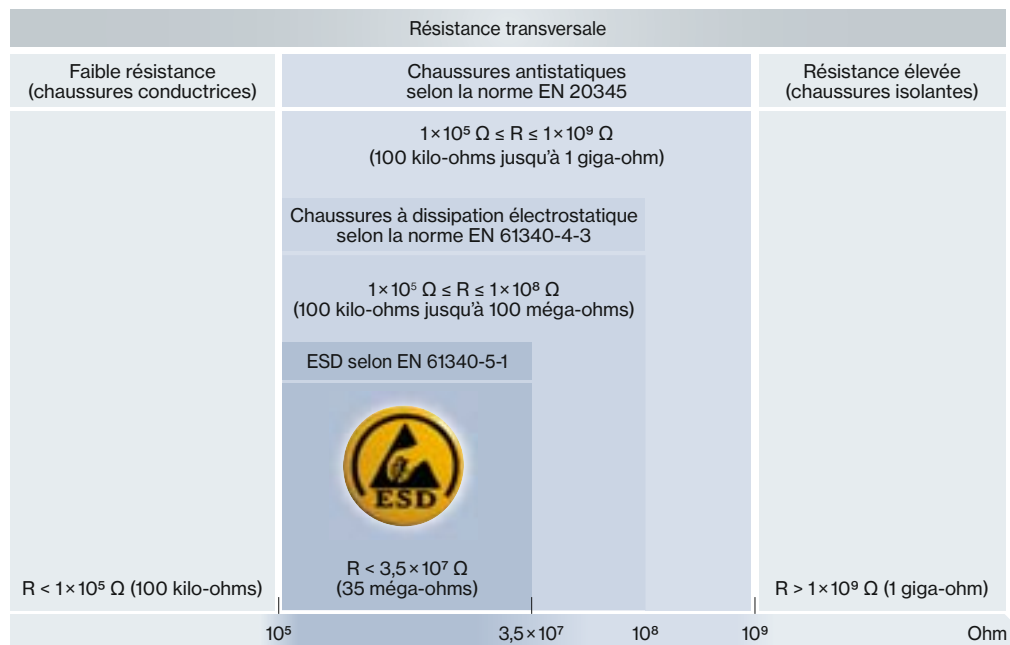 Résistance transversale
Faible résistance
(chaussures conductrices)
Chaussures antistatiques
selon la norme EN 20345
Résistance élevée
(chaussures isolantes)
1×10⁵ Ω ≤ R ≤ 1×10⁹ Ω
(100 kilo-ohms jusqu'à 1 giga-ohm)
Chaussures à dissipation électrostatique
selon la norme EN 61340-4-3
1×10⁵ Ω ≤ R ≤ 1×10⁸ Ω
(100 kilo-ohms jusqu'à 100 méga-ohms)
ESD selon EN 61340-5-1
ESD
R < 3,5×10⁷ Ω
(35 méga-ohms)
R < 1×10⁵ Ω (100 kilo-ohms)
R > 1×10⁹ Ω (1 giga-ohm)
10⁵ 3,5×10⁷ 10⁸ 10⁹ Ohm